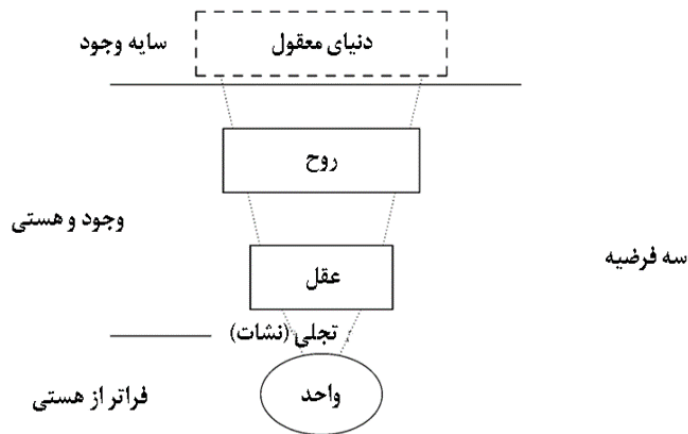 دنیای معقول
سایه وجود
روح
وجود و هستی
سه فرضیه
عقل
تجلی (نشات)
واحد
فراتر از هستی